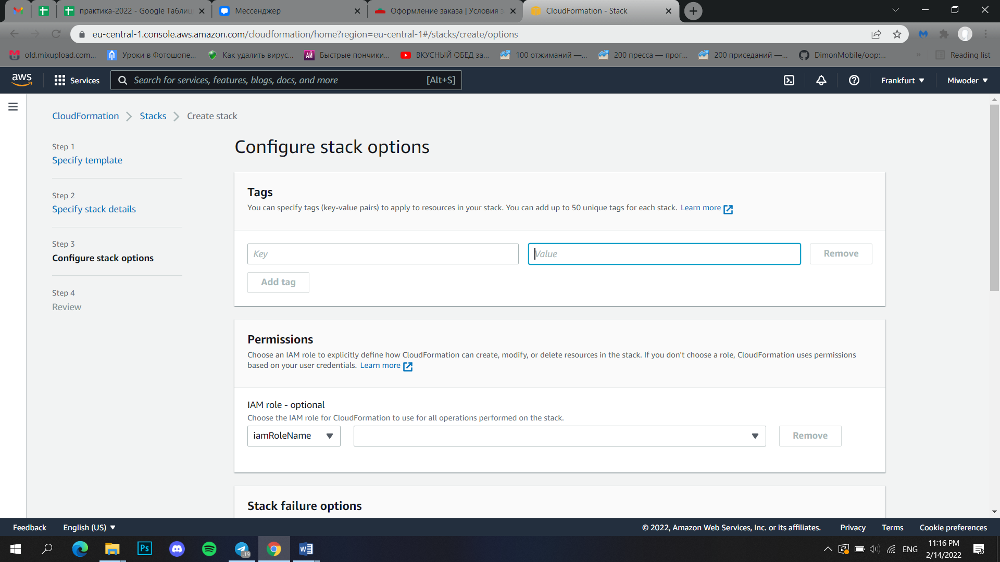 практика-2022 - Google Таблиц
Мессенджер
Оформление заказа | Условия з
CloudFormation - Stack
eu-central-1.console.aws.amazon.com/cloudformation/home?region=eu-central-1#/stacks/create/options
old.mixupload.com...
Уроки в Фотошопе...
Как удалить вирус...
АЙ
Быстрые пончики...
ВКУСНЫЙ ОБЕД за...
100 отжиманий —...
200 пресса — прог...
200 приседаний —...
DimonMobile/oop:...
»
Reading list
aws
Services
Search for services, features, blogs, docs, and more
[Alt+S]
Frankfurt
Miwoder
CloudFormation
Stacks
Create stack
Step 1
Specify template
Step 2
Specify stack details
Step 3
Configure stack options
Step 4
Review
Configure stack options
Tags
You can specify tags (key-value pairs) to apply to resources in your stack. You can add up to 50 unique tags for each stack. Learn more
Key
Value
Remove
Add tag
Permissions
Choose an IAM role to explicitly define how CloudFormation can create, modify, or delete resources in the stack. If you don't choose a role, CloudFormation uses permissions
based on your user credentials. Learn more
IAM role - optional
Choose the IAM role for CloudFormation to use for all operations performed on the stack.
iamRoleName
Remove
Stack failure options
Feedback
English (US)
© 2022, Amazon Web Services, Inc. or its affiliates.
Privacy
Terms
Cookie preferences
Ps
..19
W
ENG
11:16 PM
2/14/2022